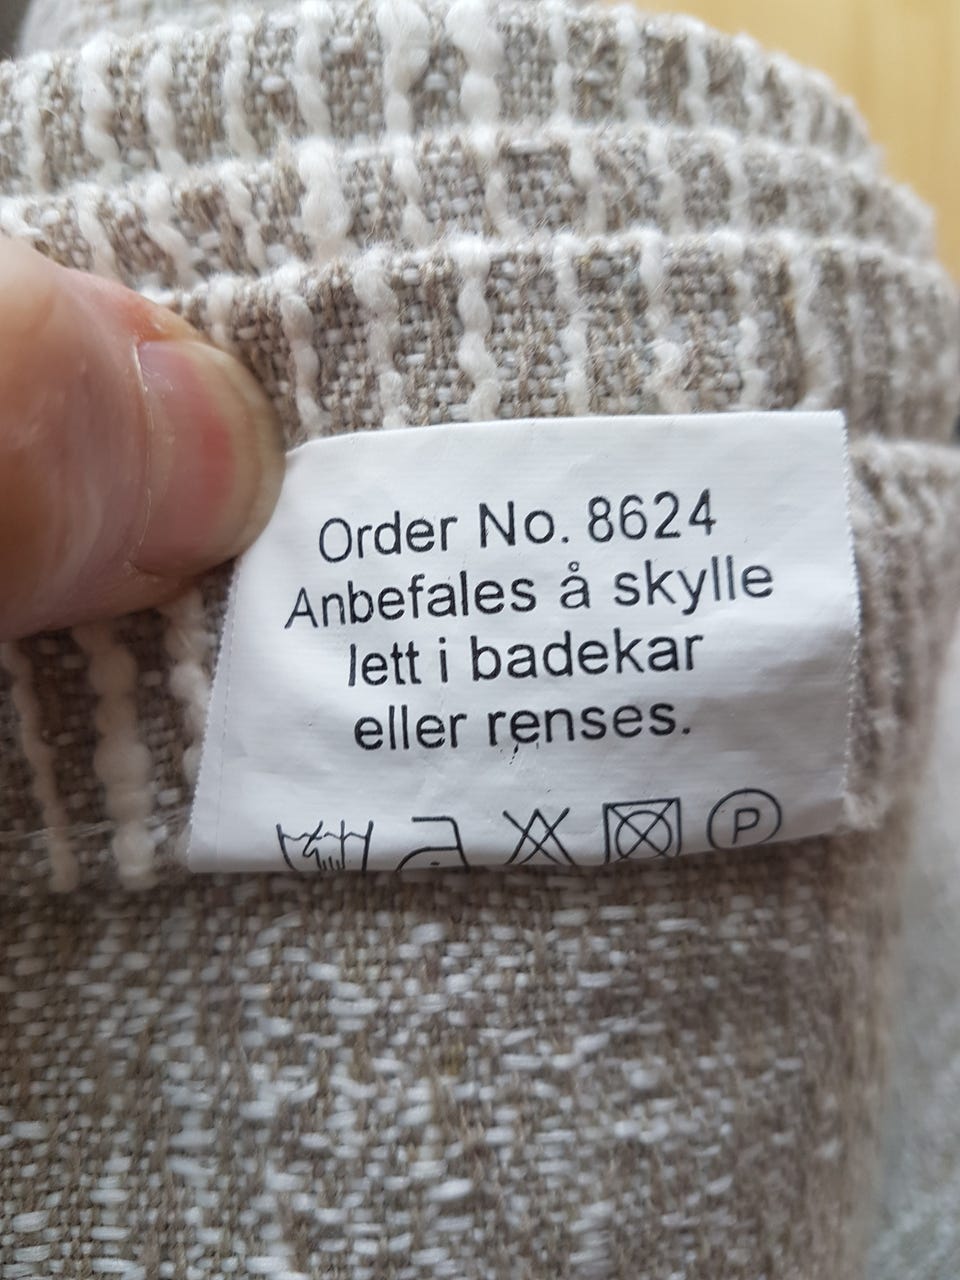 Order No. 8624
Anbefales å skylle
lett i badekar
eller renses.
P